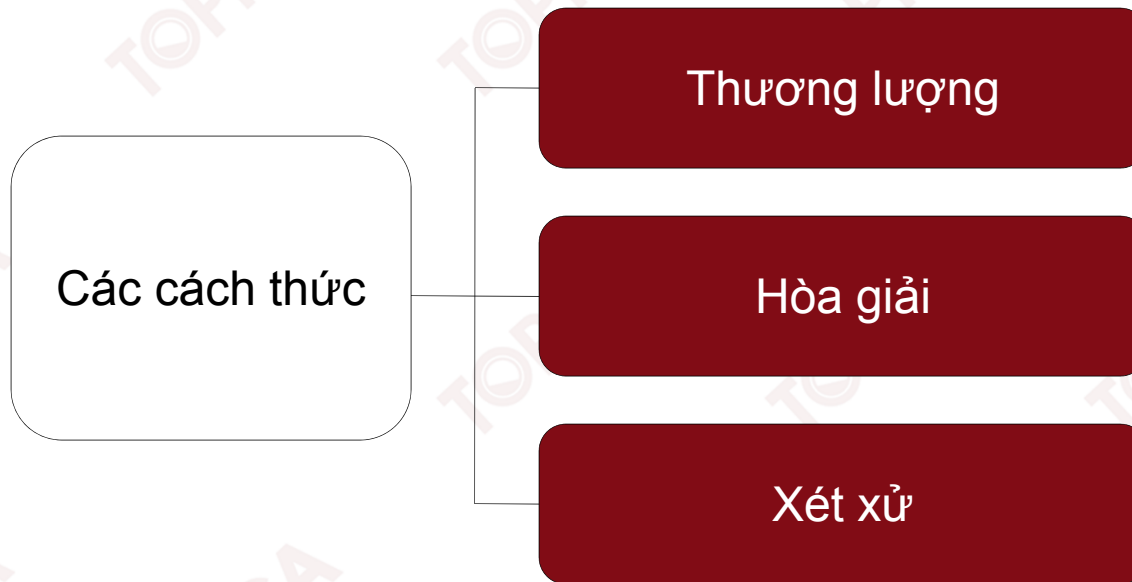 Các cách thức
Thương lượng
Hòa giải
Xét xử